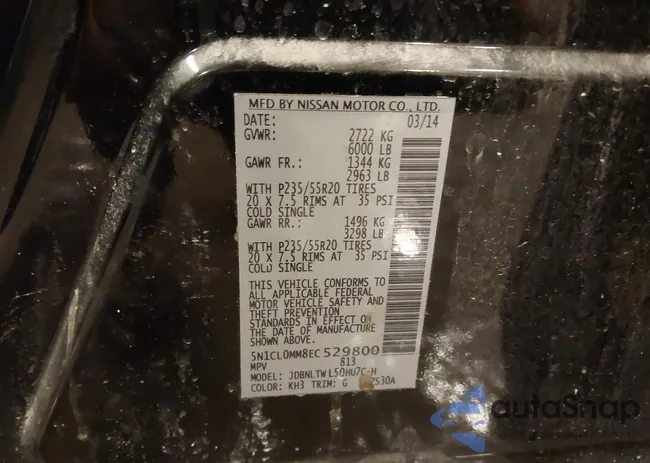 MFD BY NISSAN MOTOR CO., LTD.
DATE: 03/14
GVWR: 2722 KG
6000 LB
GAWR FR.: 1344 KG
2963 LB
WITH P235/55R20 TIRES
20 X 7.5 RIMS AT 35 PSI
COLD SINGLE
GAWR RR.: 1496 KG
3298 LB
WITH P235/55R20 TIRES
20 X 7.5 RIMS AT 35 PSI
COLD SINGLE
THIS VEHICLE CONFORMS TO
ALL APPLICABLE FEDERAL
MOTOR VEHICLE SAFETY AND
THEFT PREVENTION
STANDARDS IN EFFECT ON
THE DATE OF MANUFACTURE
SHOWN ABOVE.
5N1CL0MM8EC529800
MPV 813
MODEL: JDBNLTWL50HU7C-H
COLOR: KH3 TRIM: G ZS30A
autoSnap